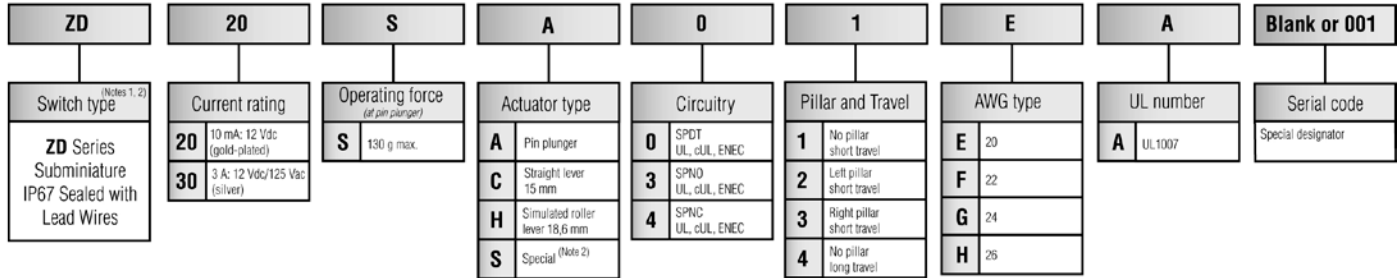 ZD 20 S A 0 1 E A Blank or 001
Switch type (Notes 1, 2)
ZD Series
Subminiature
IP67 Sealed with
Lead Wires
Current rating
20 10 mA: 12 Vdc
(gold-plated)
30 3 A: 12 Vdc/125 Vac
(silver)
Operating force
(at pin plunger)
S 130 g max.
Actuator type
A Pin plunger
C Straight lever
15 mm
H Simulated roller
lever 18,6 mm
S Special (Note 2)
Circuitry
0 SPDT
UL, cUL, ENEC
3 SPNO
UL, cUL, ENEC
4 SPNC
UL, cUL, ENEC
Pillar and Travel
1 No pillar
short travel
2 Left pillar
short travel
3 Right pillar
short travel
4 No pillar
long travel
AWG type
E 20
F 22
G 24
H 26
UL number
A UL1007
Serial code
Special designator